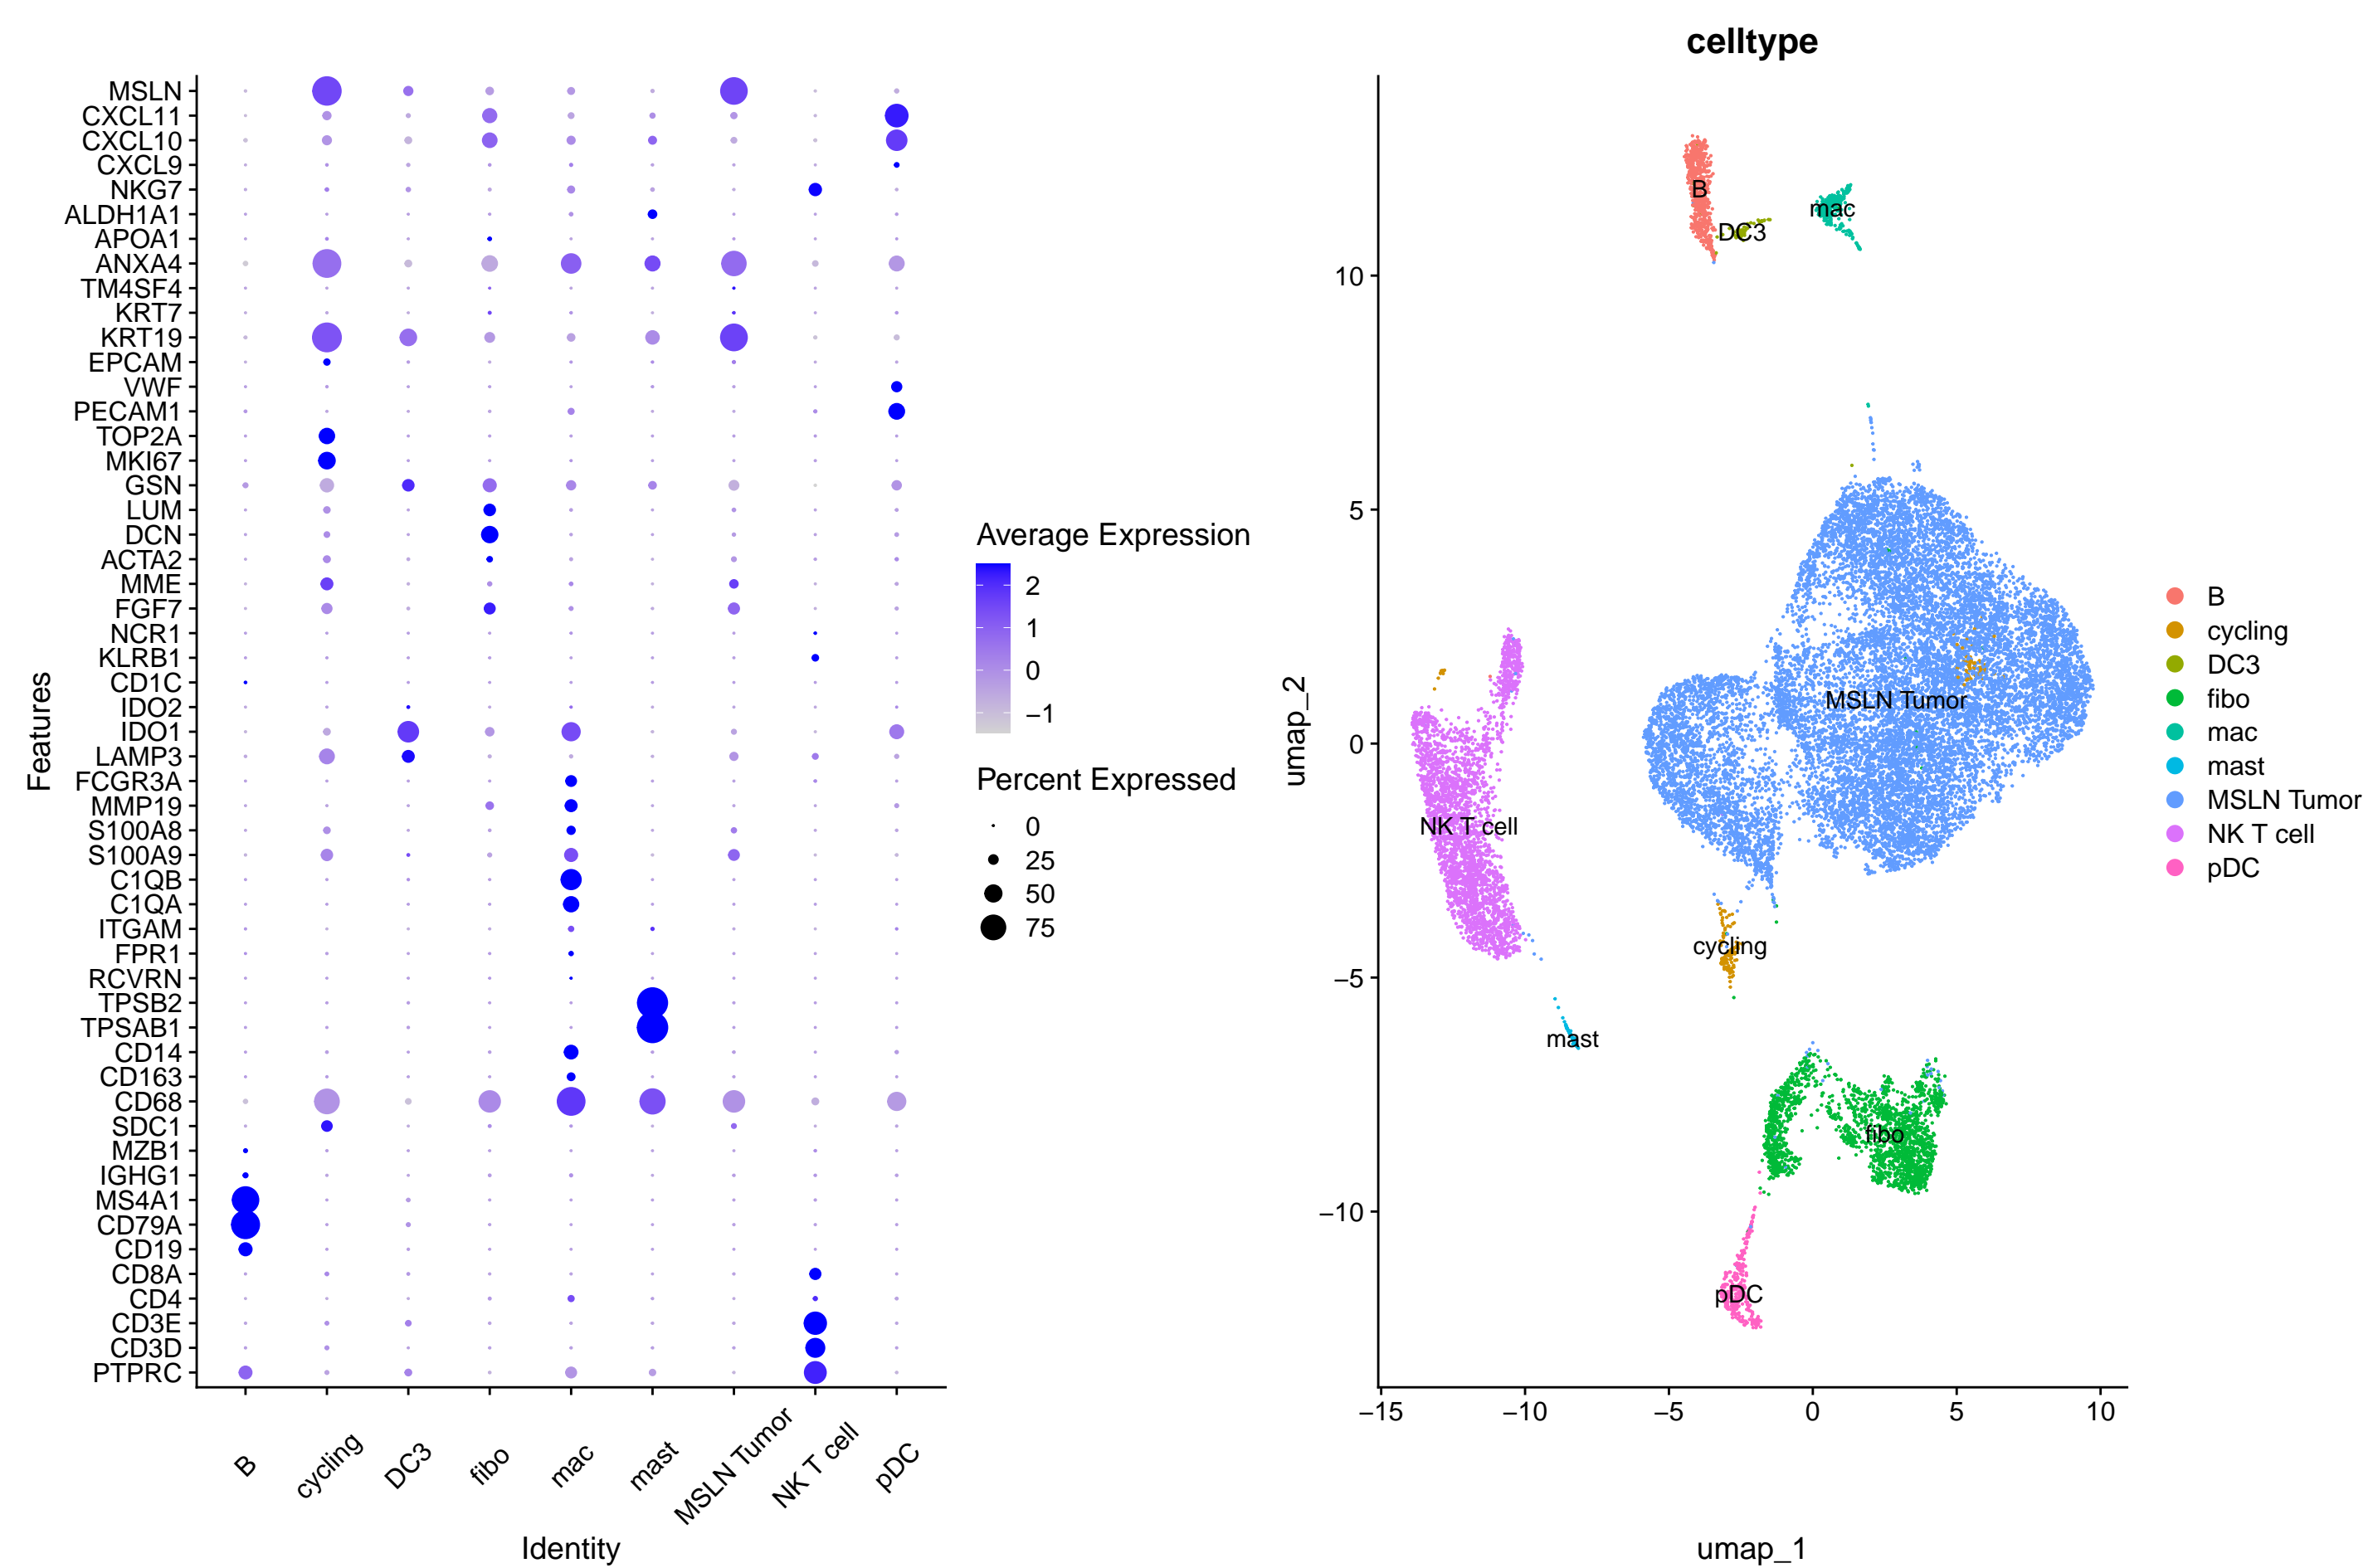 MSLN
CXCL11
CXCL10
CXCL9
NKG7
ALDH1A1
APOA1
ANXA4
TM4SF4
KRT7
KRT19
EPCAM
VWF
PECAM1
TOP2A
MKI67
GSN
LUM
DCN
ACTA2
MME
FGF7
NCR1
KLRB1
CD1C
IDO2
IDO1
LAMP3
FCGR3A
MMP19
S100A8
S100A9
C1QB
C1QA
ITGAM
FPR1
RCVRN
TPSB2
TPSAB1
CD14
CD163
CD68
SDC1
MZB1
IGHG1
MS4A1
CD79A
CD19
CD8A
CD4
CD3E
CD3D
PTPRC
Features
B
cycling
DC3
fibo
mac
mast
MSLN Tumor
NK T cell
pDC
Identity
Average Expression
2
1
0
−1
Percent Expressed
0
25
50
75
celltype
B
mac
DC3
MSLN Tumor
NK T cell
cycling
mast
fibo
pDC
10
5
0
−5
−10
umap_2
−15
−10
−5
0
5
10
umap_1
B
cycling
DC3
fibo
mac
mast
MSLN Tumor
NK T cell
pDC